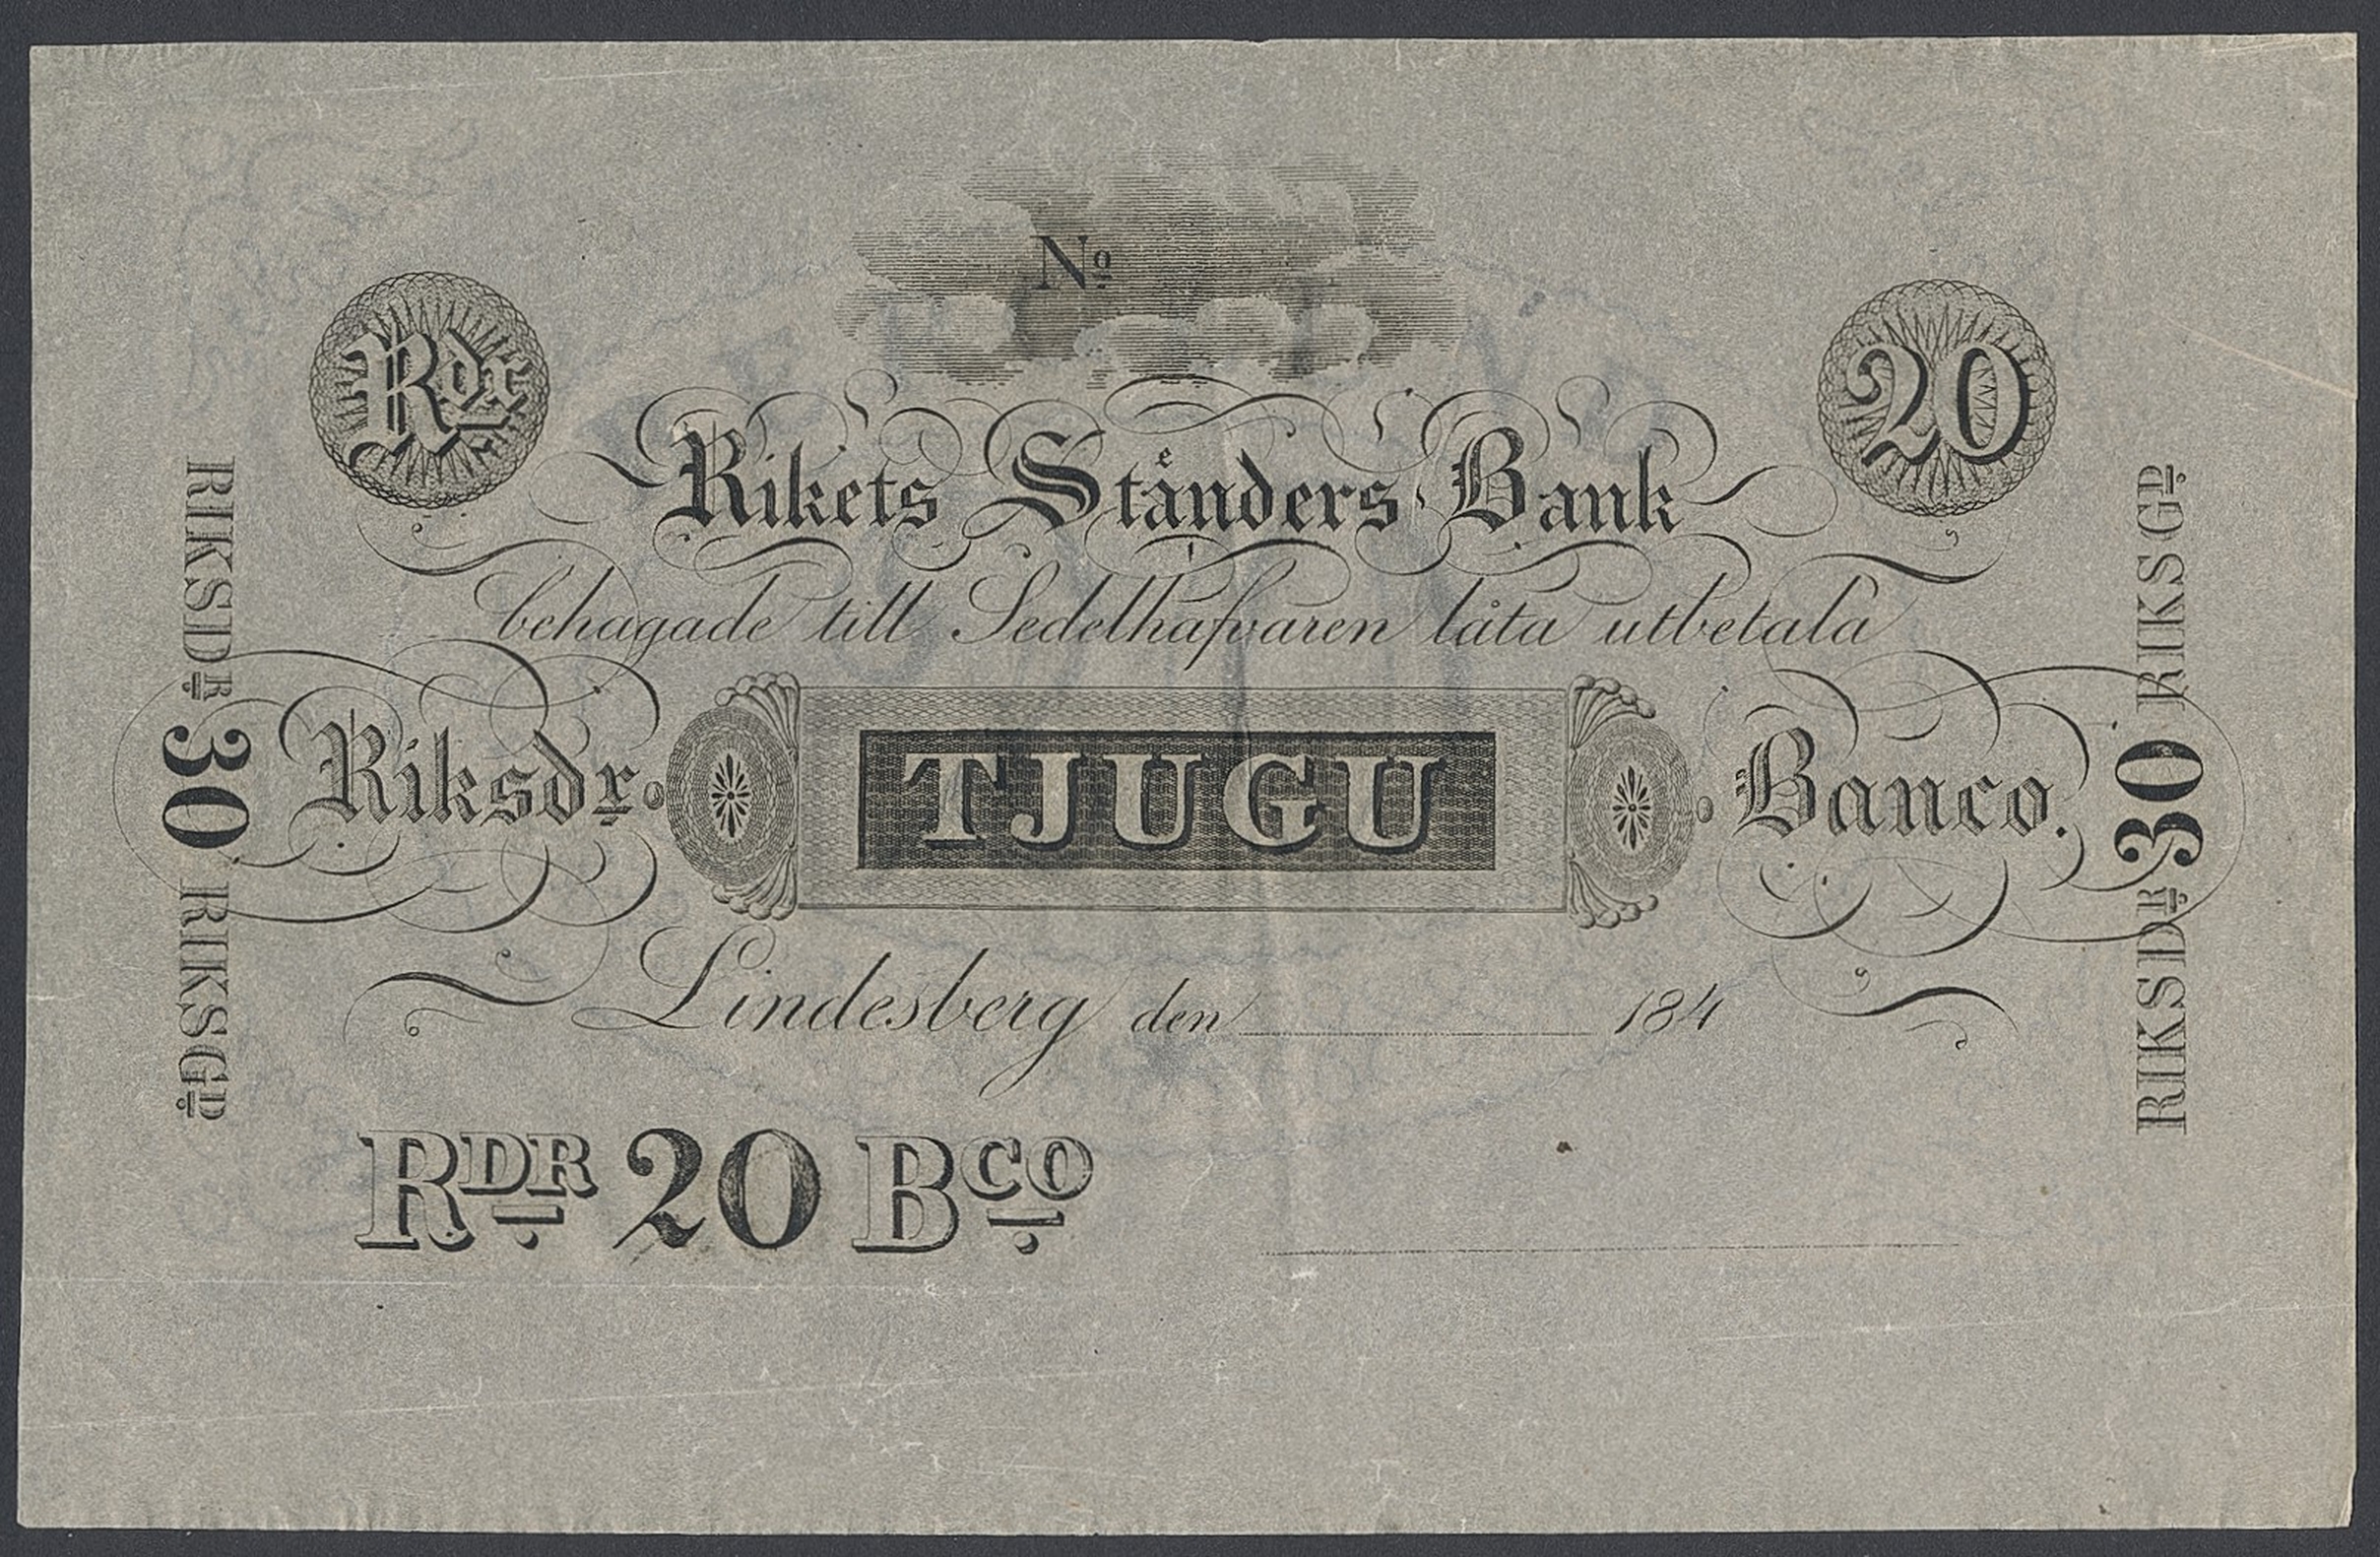 Nº
Rdr
20
Rikets Ständers Bank
behagade till Sedelhafvaren låta utbetala
Riksdr. TJUGU Banco.
Lindesberg den 184
RDR 20 BCO
RIKSDR 30 RIKSGD
RIKSDR 30 RIKSGD